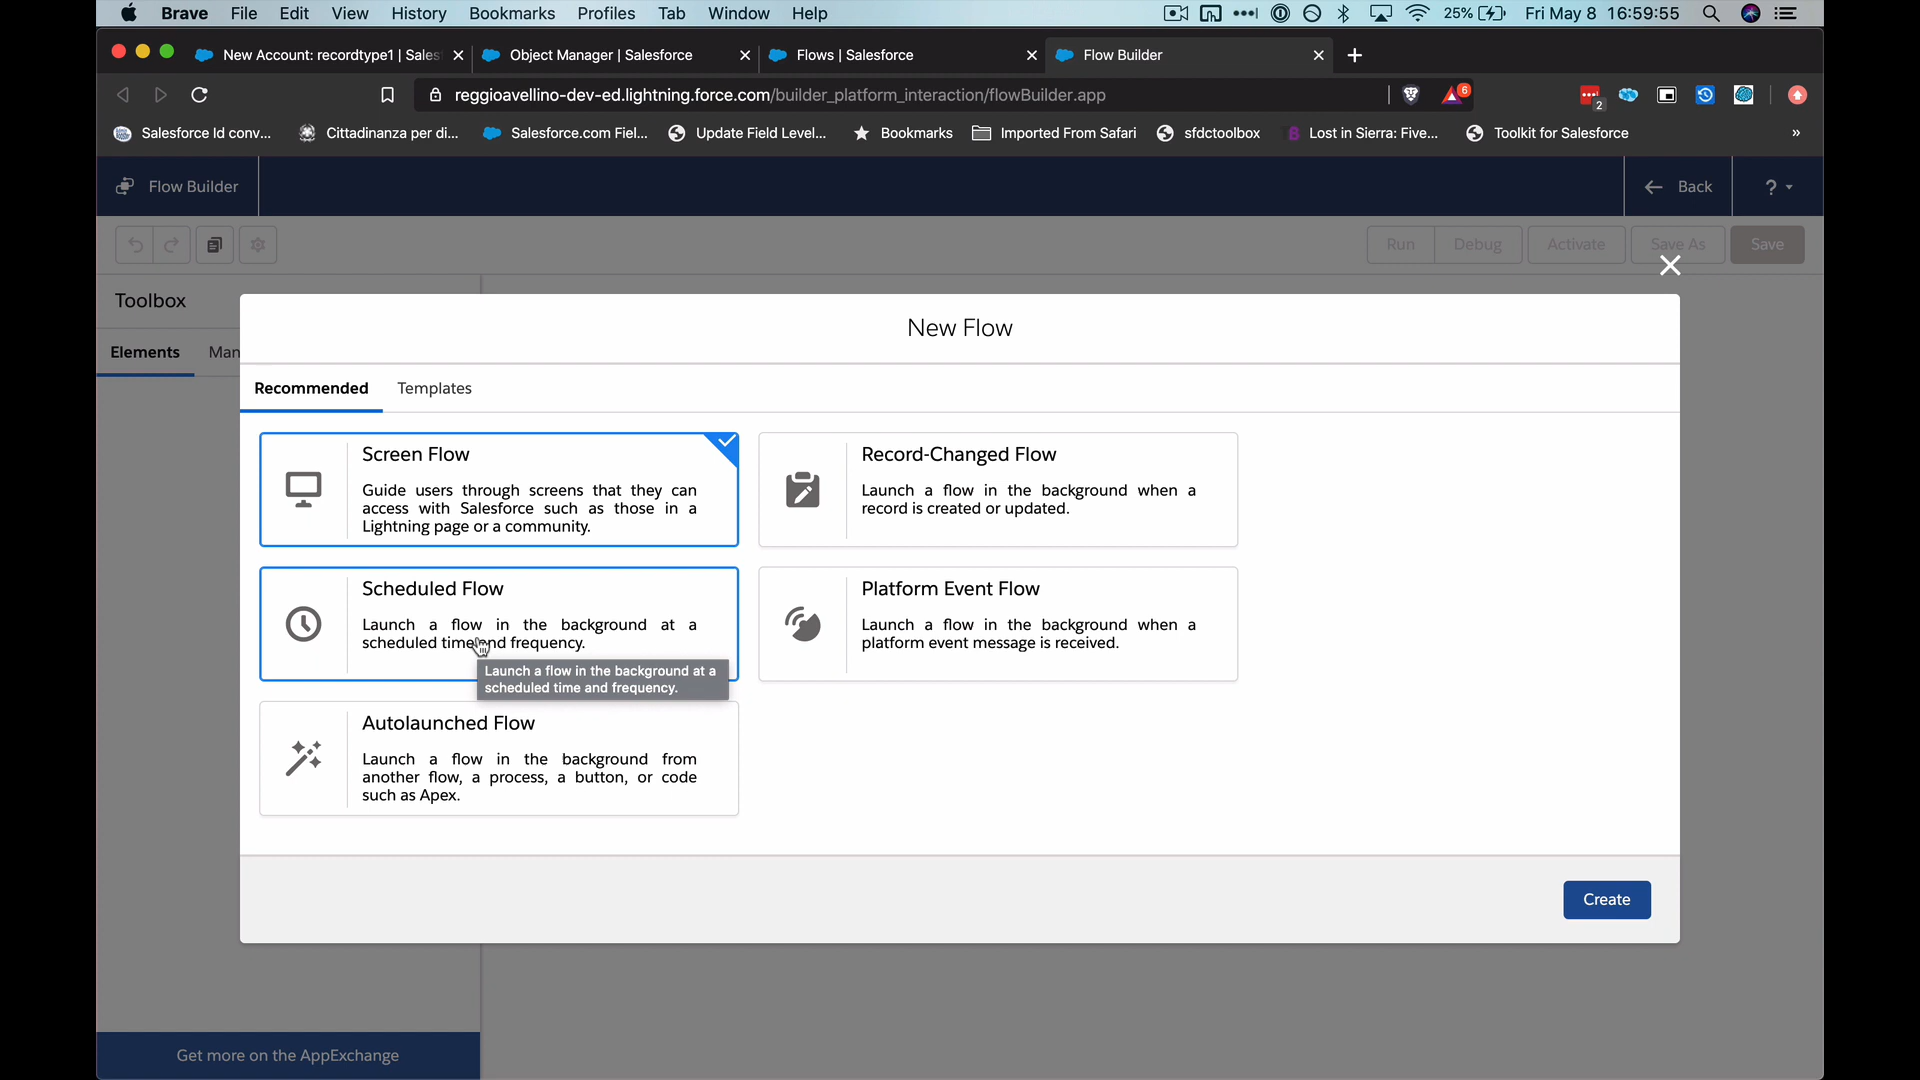 Brave File Edit View History Bookmarks Profiles Tab Window Help 25% Fri May 8 16:59:55
New Account: recordtype1 | Sales Object Manager | Salesforce Flows | Salesforce Flow Builder
reggioavellino-dev-ed.lightning.force.com/builder_platform_interaction/flowBuilder.app 6 2
Salesforce Id conv... Cittadinanza per di... Salesforce.com Fiel... Update Field Level... Bookmarks Imported From Safari sfdctoolbox Lost in Sierra: Five... Toolkit for Salesforce »
Flow Builder Back ?
Run Debug Activate Save As Save
Toolbox
Elements Man
New Flow
Recommended Templates
Screen Flow
Guide users through screens that they can
access with Salesforce such as those in a
Lightning page or a community.
Record-Changed Flow
Launch a flow in the background when a
record is created or updated.
Scheduled Flow
Launch a flow in the background at a
scheduled time and frequency.
Launch a flow in the background at a
scheduled time and frequency.
Platform Event Flow
Launch a flow in the background when a
platform event message is received.
Autolaunched Flow
Launch a flow in the background from
another flow, a process, a button, or code
such as Apex.
Create
Get more on the AppExchange